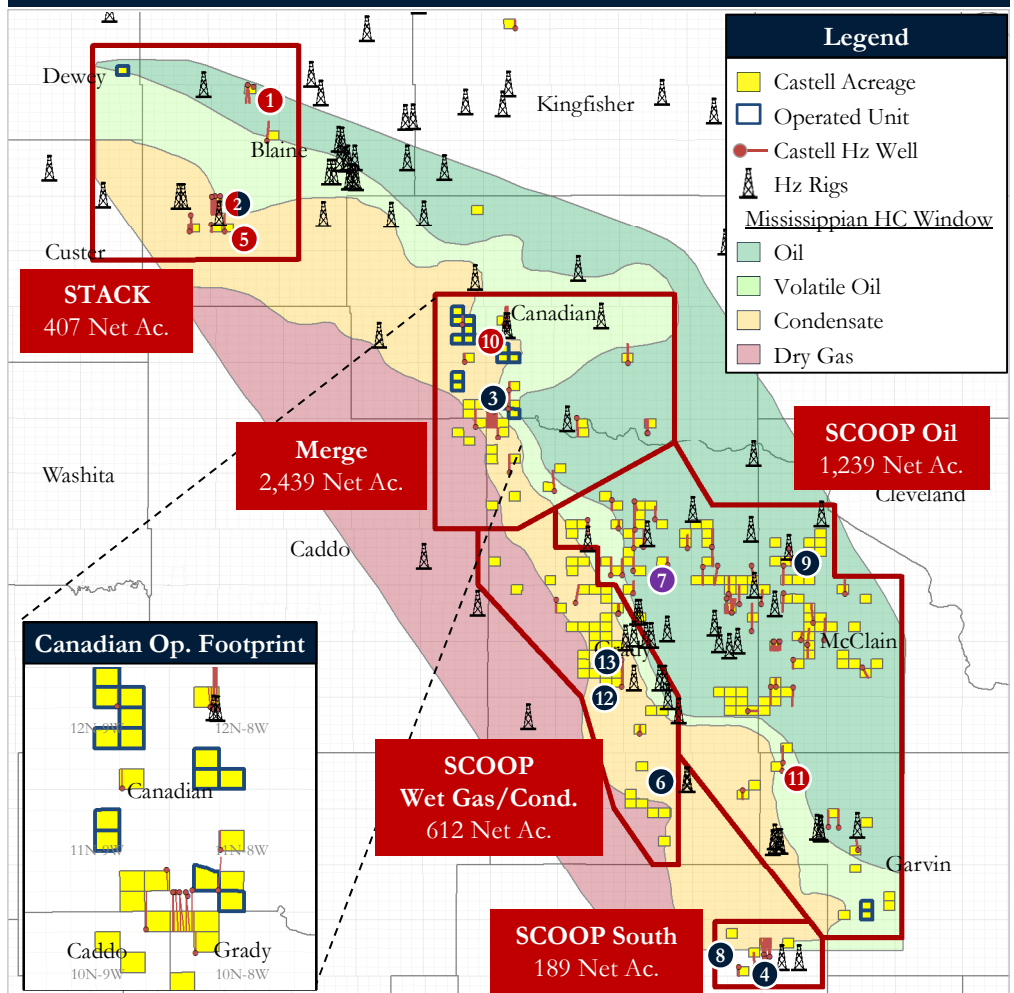 Legend
Castell Acreage
Operated Unit
Castell Hz Well
Hz Rigs
Mississippian HC Window
Oil
Volatile Oil
Condensate
Dry Gas
Dewey
Kingfisher
1
Blaine
2
5
Custer
STACK
407 Net Ac.
Canadian
10
3
Merge
2,439 Net Ac.
SCOOP Oil
1,239 Net Ac.
Washita
Cleveland
Caddo
9
7
McClain
Grady
13
12
SCOOP
Wet Gas/Cond.
612 Net Ac.
6
11
Garvin
SCOOP South
189 Net Ac.
8
4
Canadian Op. Footprint
12N-9W
12N-8W
Canadian
11N-9W
11N-8W
Caddo
Grady
10N-9W
10N-8W